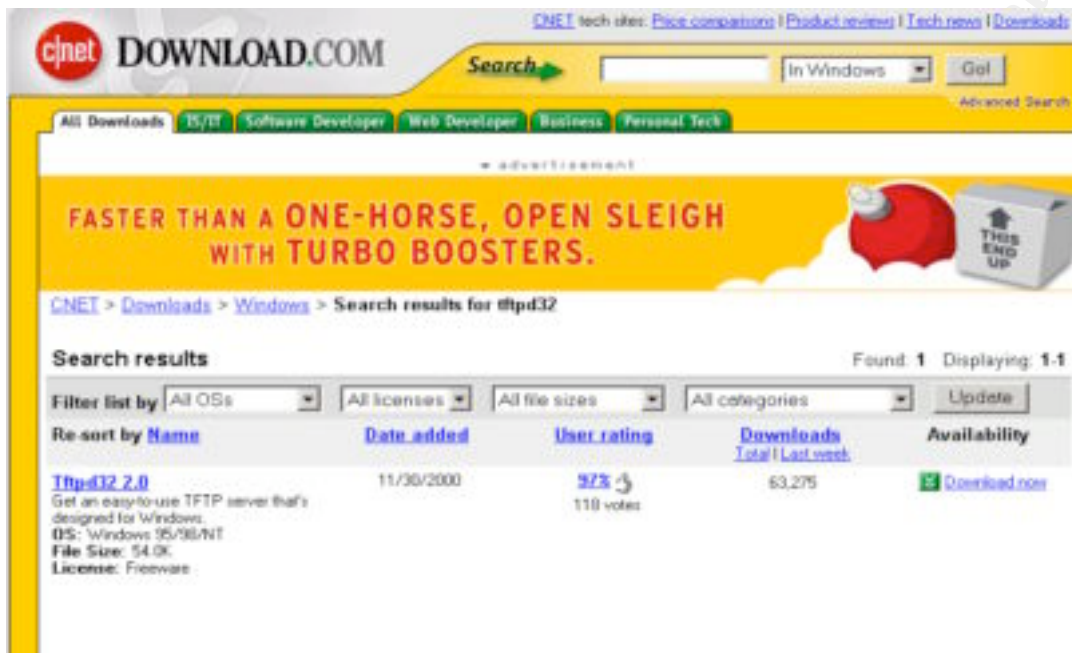 CNET tech sites: Price comparisons | Product reviews | Tech news | Downloads
c|net DOWNLOAD.COM
Search In Windows Go!
Advanced Search
All Downloads IS/IT Software Developer Web Developer Business Personal Tech
advertisement
FASTER THAN A ONE-HORSE, OPEN SLEIGH
WITH TURBO BOOSTERS.
THIS
END
UP
CNET > Downloads > Windows > Search results for tftpd32
Search results Found: 1 Displaying: 1-1
Filter list by All OSs All licenses All file sizes All categories Update
Re-sort by Name Date added User rating Downloads Availability
Total | Last week
Tftpd32 2.0 11/30/2000 97% 63,275 Download now
Get an easy-to-use TFTP server that's 118 votes
designed for Windows.
OS: Windows 95/98/NT
File Size: 54.0K
License: Freeware